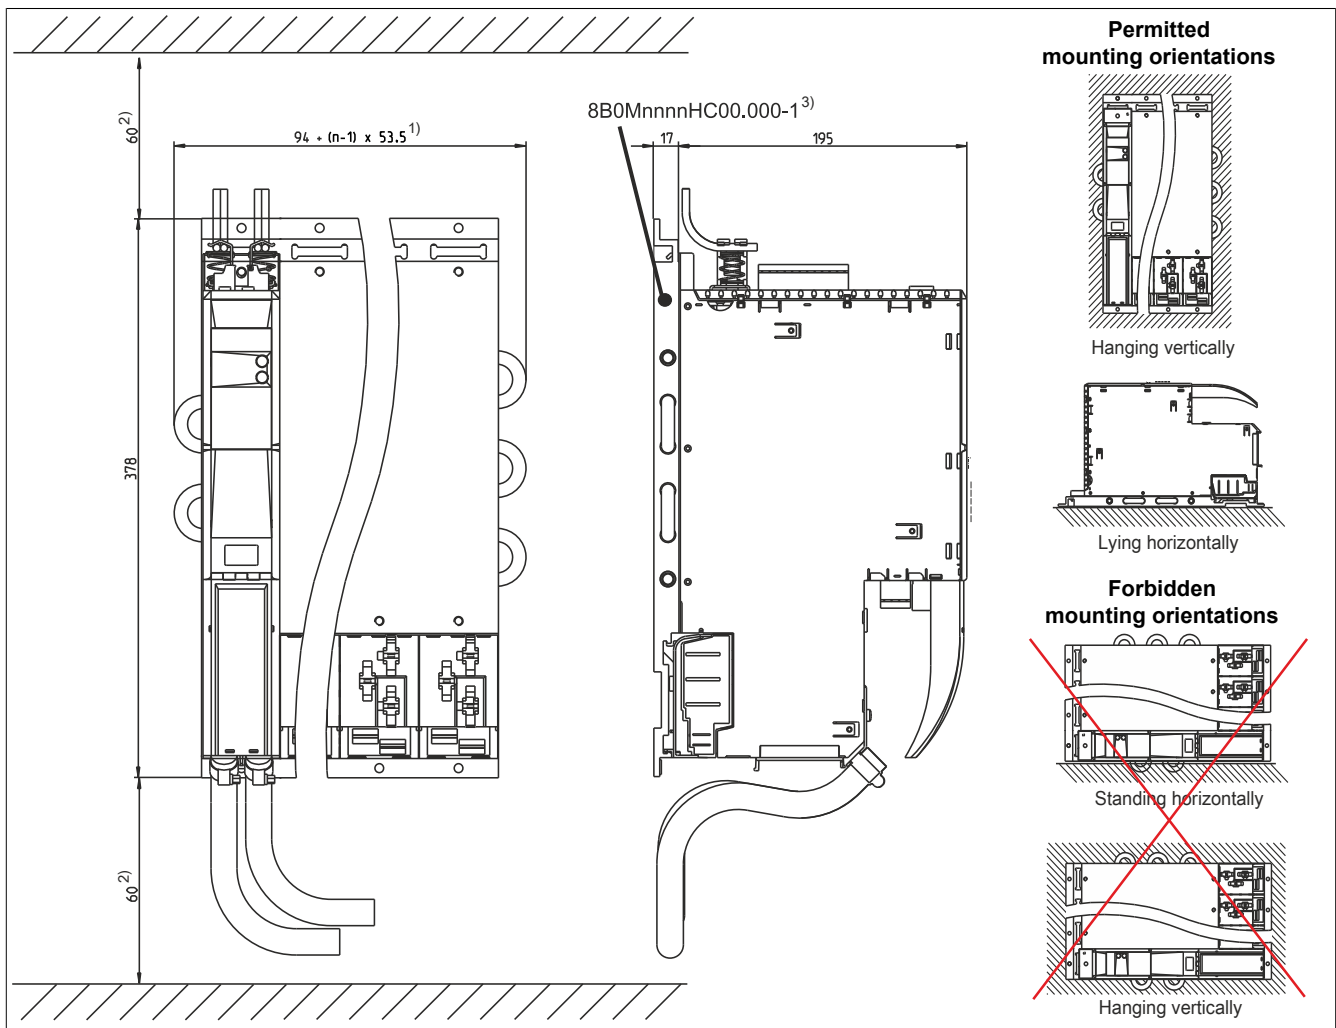 60 2)
94 + (n-1) x 53.5 1)
378
60 2)
8B0MnnnnHC00.000-1 3)
17
195
Permitted
mounting orientations
Hanging vertically
Lying horizontally
Forbidden
mounting orientations
Standing horizontally
Hanging vertically